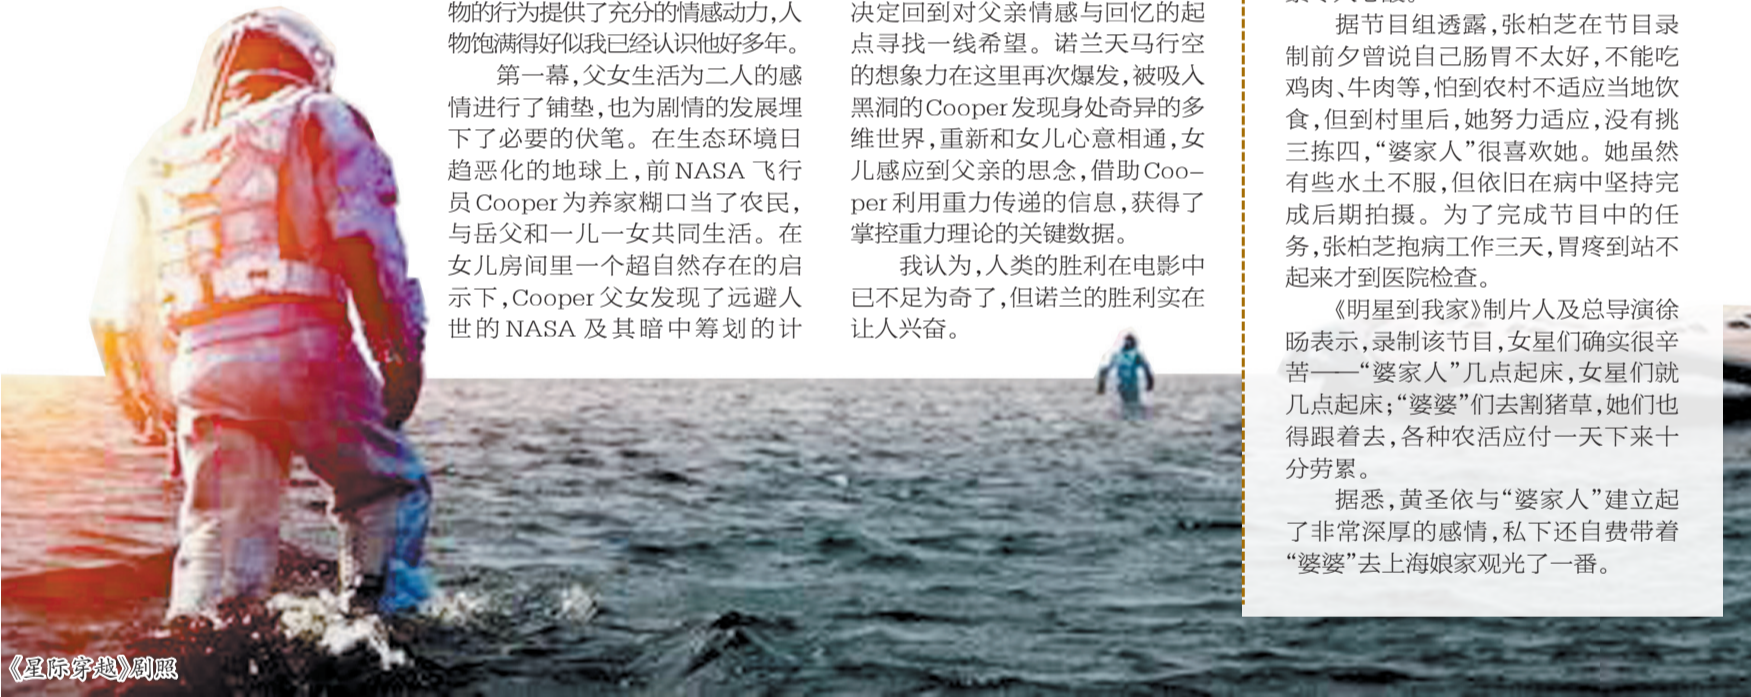 物的行为提供了充分的情感动力,人
物饱满得好似我已经认识他好多年。
第一幕,父女生活为二人的感
情进行了铺垫,也为剧情的发展埋
下了必要的伏笔。在生态环境日
趋恶化的地球上,前NASA飞行
员Cooper为养家糊口当了农民,
与岳父和一儿一女共同生活。在
女儿房间里一个超自然存在的启
示下,Cooper父女发现了远避人
世的NASA及其暗中筹划的计
决定回到对父亲情感与回忆的起
点寻找一线希望。诺兰天马行空
的想象力在这里再次爆发,被吸入
黑洞的Cooper发现身处奇异的多
维世界,重新和女儿心意相通,女
儿感应到父亲的思念,借助Coo-
per利用重力传递的信息,获得了
掌控重力理论的关键数据。
我认为,人类的胜利在电影中
已不足为奇了,但诺兰的胜利实在
让人兴奋。
据节目组透露,张柏芝在节目录
制前夕曾说自己肠胃不太好,不能吃
鸡肉、牛肉等,怕到农村不适应当地饮
食,但到村里后,她努力适应,没有挑
三拣四,“婆家人”很喜欢她。她虽然
有些水土不服,但依旧在病中坚持完
成后期拍摄。为了完成节目中的任
务,张柏芝抱病工作三天,胃疼到站不
起来才到医院检查。
《明星到我家》制片人及总导演徐
旸表示,录制该节目,女星们确实很辛
苦——“婆家人”几点起床,女星们就
几点起床;“婆婆”们去割猪草,她们也
得跟着去,各种农活应付一天下来十
分劳累。
据悉,黄圣依与“婆家人”建立起
了非常深厚的感情,私下还自费带着
“婆婆”去上海娘家观光了一番。
《星际穿越》剧照